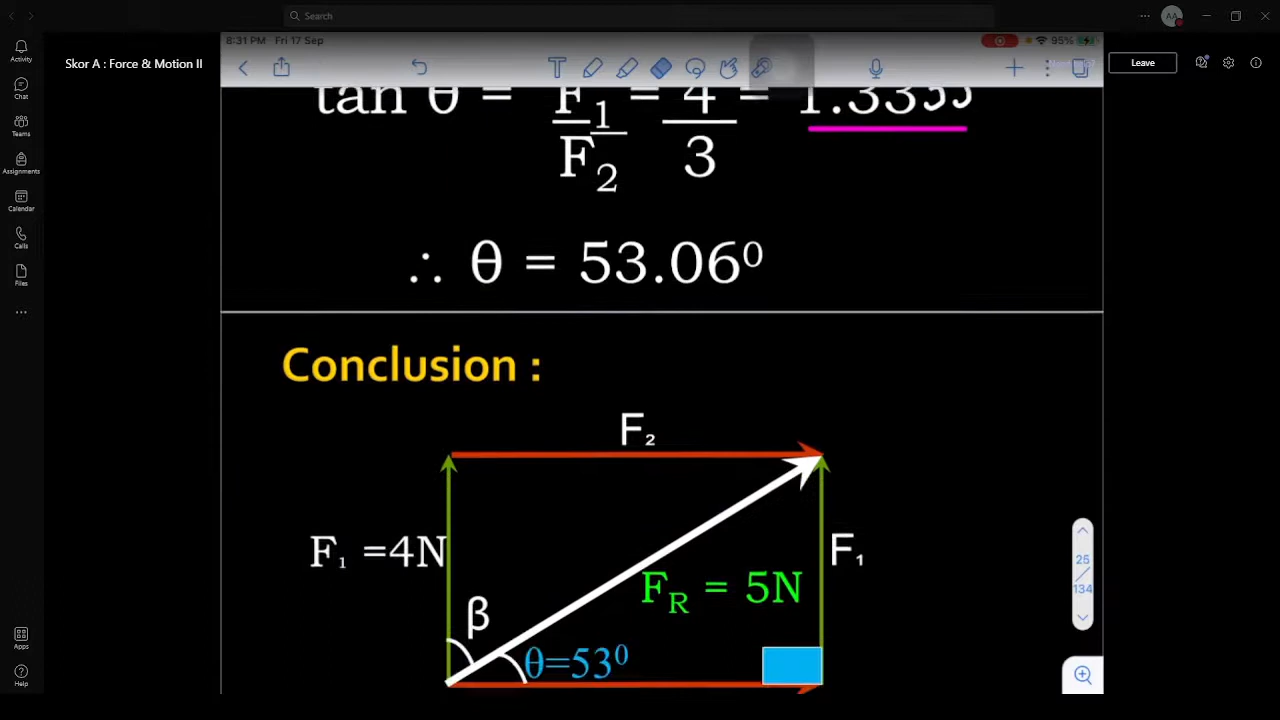 Search
AA
8:31 PM Fri 17 Sep
95%
Activity
Skor A : Force & Motion II
Leave
Chat
Teams
Assignments
Calendar
Calls
Files
tan θ = F₁ = 4 = 1.3333
F₂ 3
∴ θ = 53.06⁰
Conclusion :
F₂
F₁ =4N
F₁
F_R = 5N
β
θ=53⁰
25
134
Apps
Help